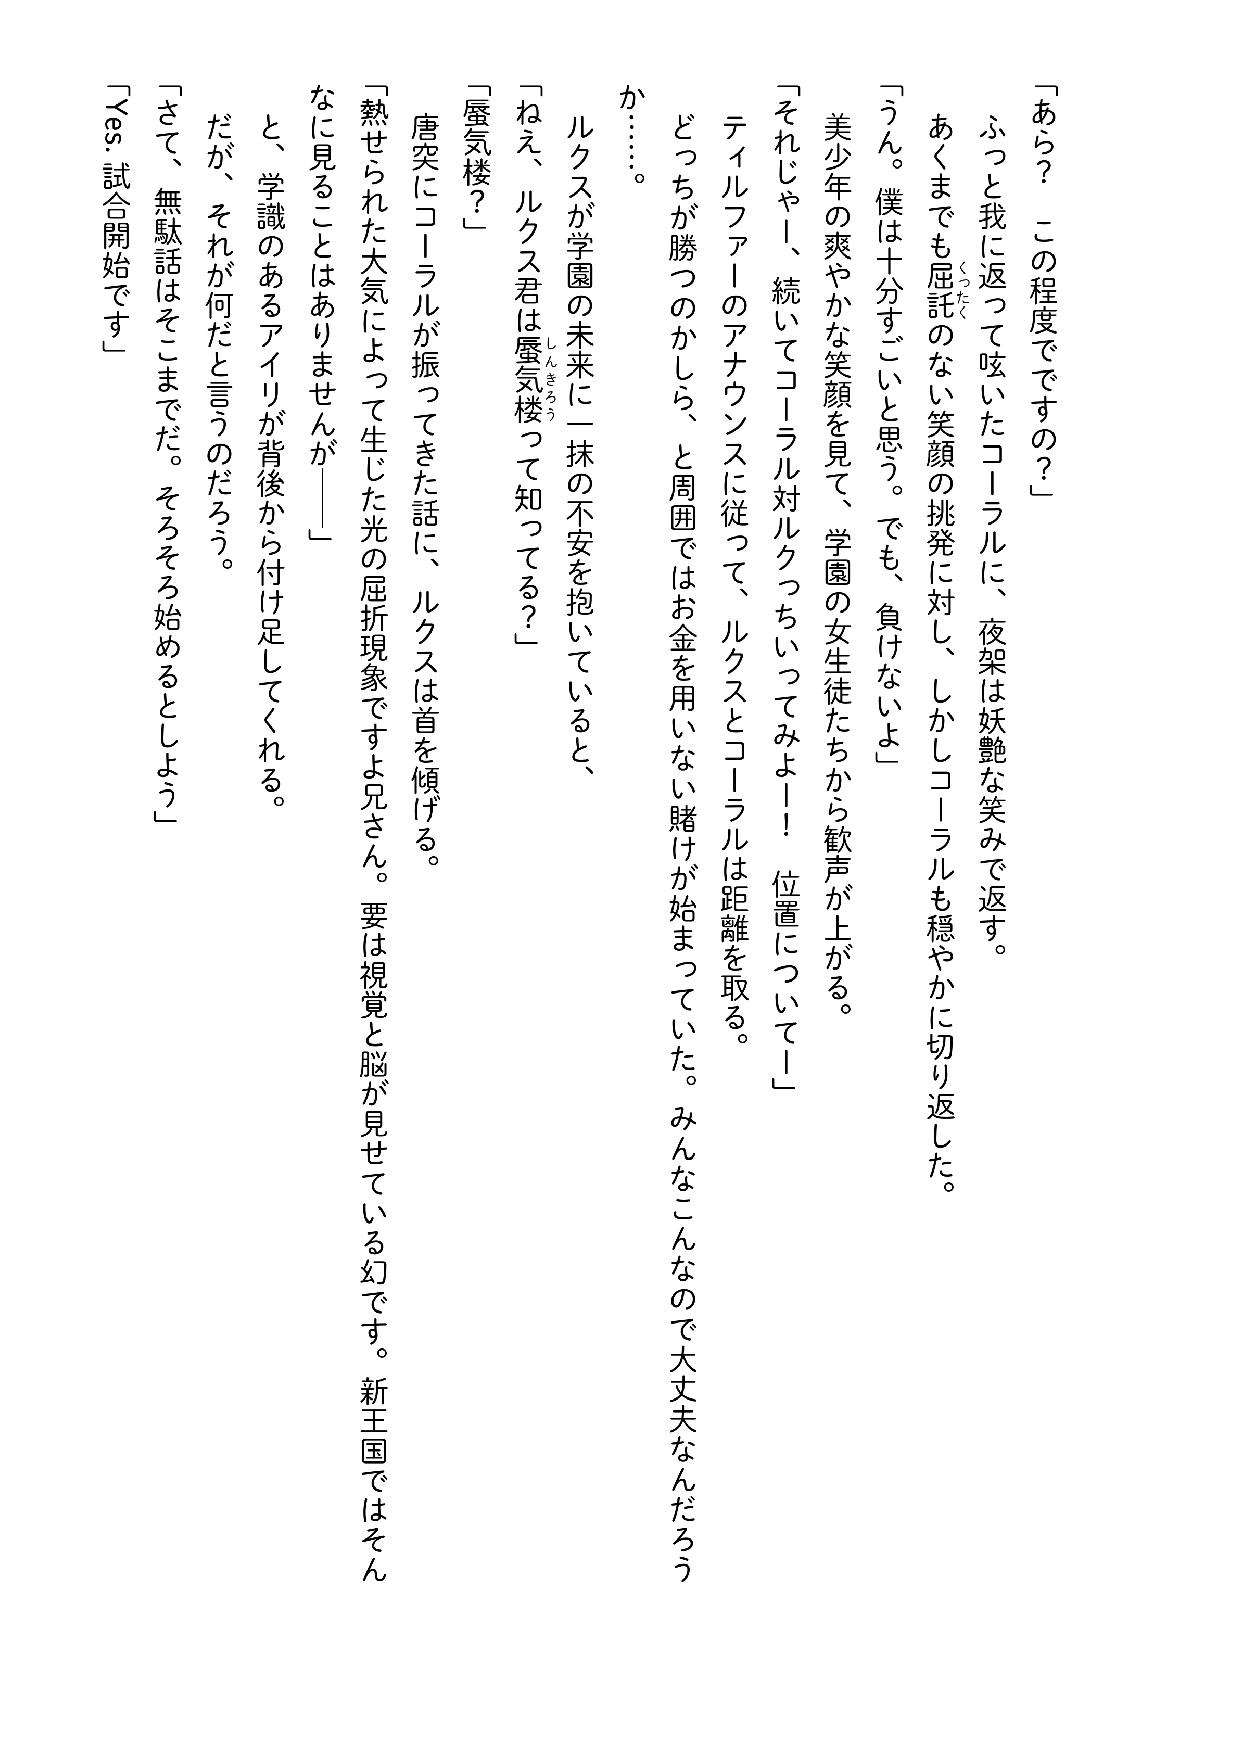 「あら？　この程度でですの？」
　ふっと我に返って呟いたコーラルに、夜架は妖艶な笑みで返す。
　あくまでも屈託のない笑顔の挑発に対し、しかしコーラルも穏やかに切り返した。
「うん。僕は十分すごいと思う。でも、負けないよ」
　美少年の爽やかな笑顔を見て、学園の女生徒たちから歓声が上がる。
「それじゃー、続いてコーラル対ルクっちいってみよー！　位置についてー」
　ティルファーのアナウンスに従って、ルクスとコーラルは距離を取る。
　どっちが勝つのかしら、と周囲ではお金を用いない賭けが始まっていた。みんなこんなので大丈夫なんだろう
か……。
　ルクスが学園の未来に一抹の不安を抱いていると、
「ねえ、ルクス君は蜃気楼って知ってる？」
「蜃気楼？」
　唐突にコーラルが振ってきた話に、ルクスは首を傾げる。
「熱せられた大気によって生じた光の屈折現象ですよ兄さん。要は視覚と脳が見せている幻です。新王国ではそん
なに見ることはありませんが――」
　と、学識のあるアイリが背後から付け足してくれる。
　だが、それが何だと言うのだろう。
「さて、無駄話はそこまでだ。そろそろ始めるとしよう」
「Yes. 試合開始です」
くったく
しんきろう